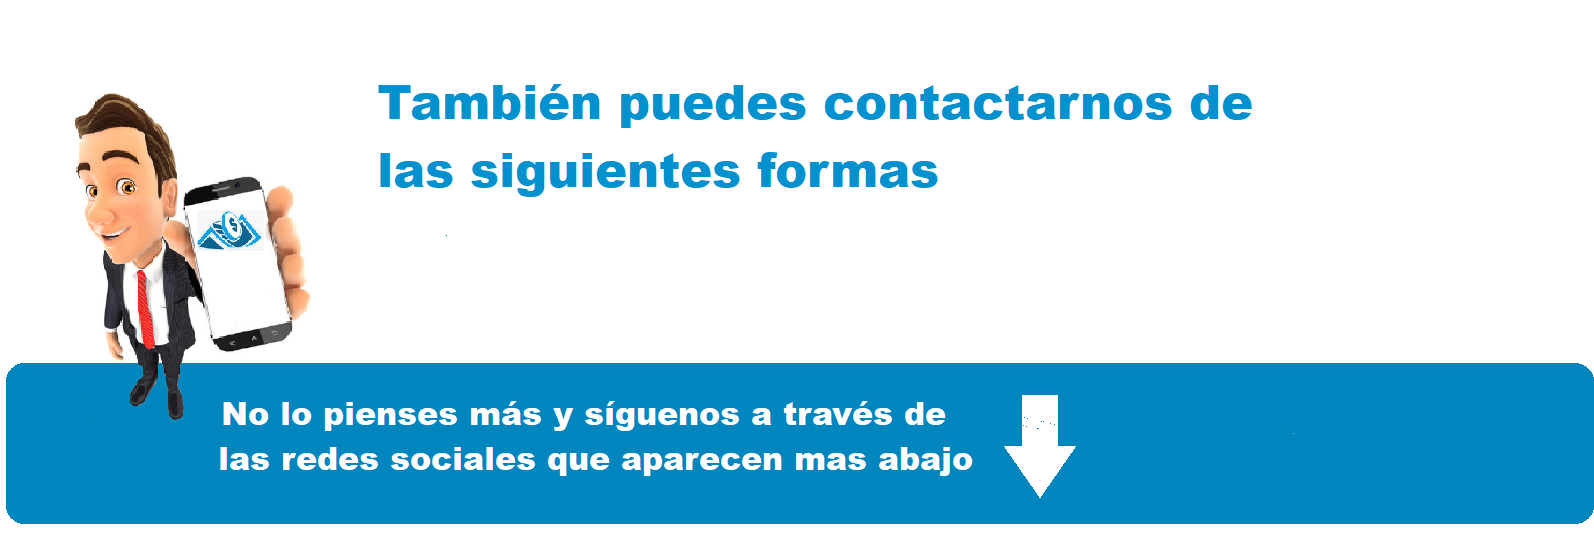 También puedes contactarnos de
las siguientes formas
No lo pienses más y síguenos a través de
las redes sociales que aparecen mas abajo